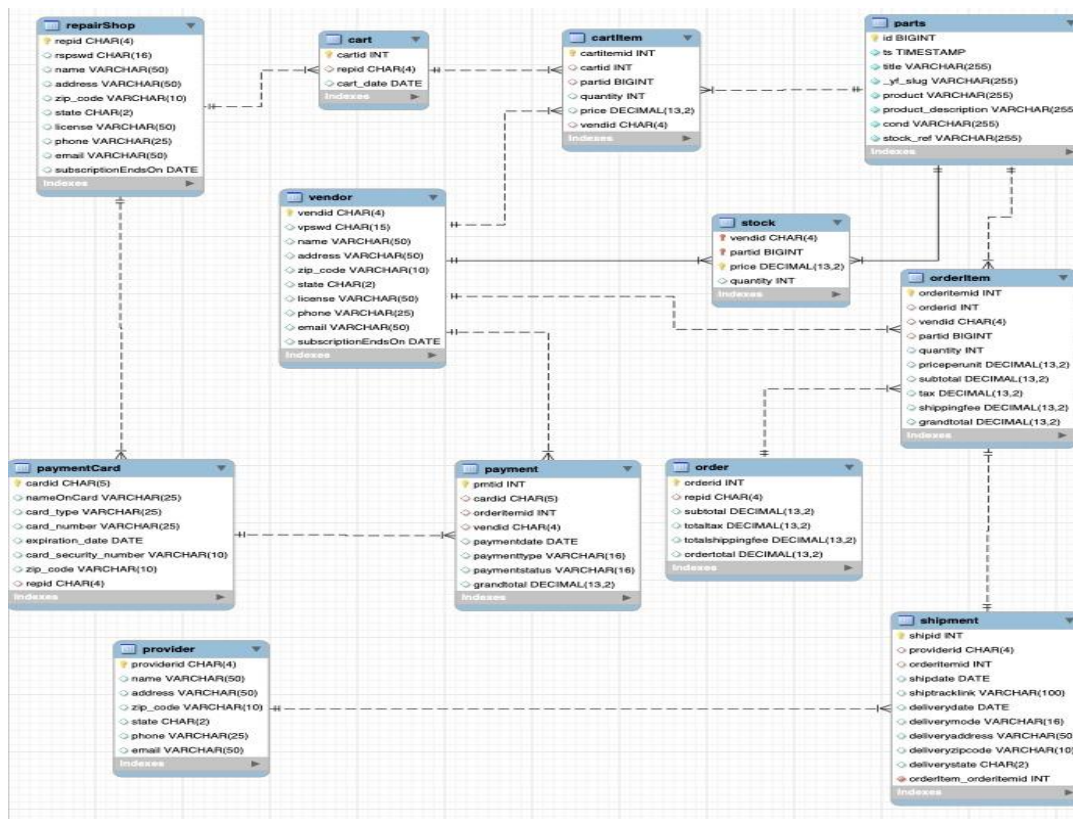 repairShop
repid CHAR(4)
rspswd CHAR(16)
name VARCHAR(50)
address VARCHAR(50)
zip_code VARCHAR(10)
state CHAR(2)
license VARCHAR(50)
phone VARCHAR(25)
email VARCHAR(50)
subscriptionEndsOn DATE
Indexes
cart
cartid INT
repid CHAR(4)
cart_date DATE
Indexes
cartItem
cartitemid INT
cartid INT
partid BIGINT
quantity INT
price DECIMAL(13,2)
vendid CHAR(4)
Indexes
parts
id BIGINT
ts TIMESTAMP
title VARCHAR(255)
_yf_slug VARCHAR(255)
product VARCHAR(255)
product_description VARCHAR(255
cond VARCHAR(255)
stock_ref VARCHAR(255)
Indexes
vendor
vendid CHAR(4)
vpswd CHAR(15)
name VARCHAR(50)
address VARCHAR(50)
zip_code VARCHAR(10)
state CHAR(2)
license VARCHAR(50)
phone VARCHAR(25)
email VARCHAR(50)
subscriptionEndsOn DATE
Indexes
stock
vendid CHAR(4)
partid BIGINT
price DECIMAL(13,2)
quantity INT
Indexes
orderItem
orderitemid INT
orderid INT
vendid CHAR(4)
partid BIGINT
quantity INT
priceperunit DECIMAL(13,2)
subtotal DECIMAL(13,2)
tax DECIMAL(13,2)
shippingfee DECIMAL(13,2)
grandtotal DECIMAL(13,2)
Indexes
paymentCard
cardid CHAR(5)
nameOnCard VARCHAR(25)
card_type VARCHAR(25)
card_number VARCHAR(25)
expiration_date DATE
card_security_number VARCHAR(10)
zip_code VARCHAR(10)
repid CHAR(4)
Indexes
payment
pmtid INT
cardid CHAR(5)
orderitemid INT
vendid CHAR(4)
paymentdate DATE
paymenttype VARCHAR(16)
paymentstatus VARCHAR(16)
grandtotal DECIMAL(13,2)
Indexes
order
orderid INT
repid CHAR(4)
subtotal DECIMAL(13,2)
totaltax DECIMAL(13,2)
totalshippingfee DECIMAL(13,2)
ordertotal DECIMAL(13,2)
Indexes
provider
providerid CHAR(4)
name VARCHAR(50)
address VARCHAR(50)
zip_code VARCHAR(10)
state CHAR(2)
phone VARCHAR(25)
email VARCHAR(50)
Indexes
shipment
shipid INT
providerid CHAR(4)
orderitemid INT
shipdate DATE
shiptracklink VARCHAR(100)
deliverydate DATE
deliverymode VARCHAR(16)
deliveryaddress VARCHAR(50
deliveryzipcode VARCHAR(10
deliverystate CHAR(2)
orderItem_orderitemid INT
Indexes